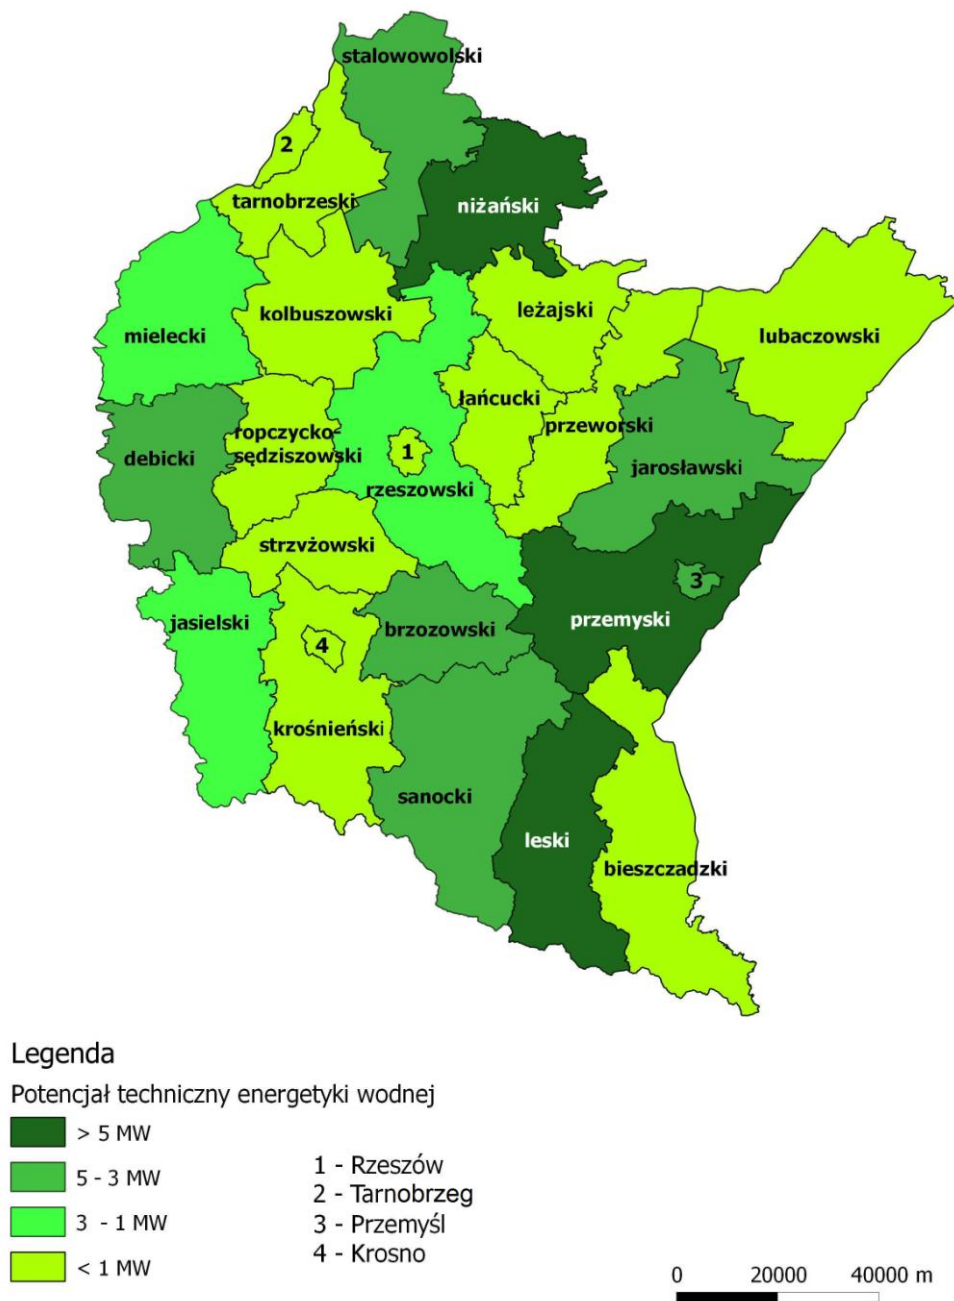 stalowowolski
2
tarnobrzeski
niżański
kolbuszowski
leżajski
mielecki
lubaczowski
łańcucki
ropczycko-
sędziszowski
przeworski
1
debicki
jarosławski
rzeszowski
strzvżowski
3
jasielski
przemyski
brzozowski
4
krośnieński
sanocki
leski
bieszczadzki
Legenda
Potencjał techniczny energetyki wodnej
> 5 MW
5 - 3 MW
3 - 1 MW
< 1 MW
1 - Rzeszów
2 - Tarnobrzeg
3 - Przemyśl
4 - Krosno
0 20000 40000 m